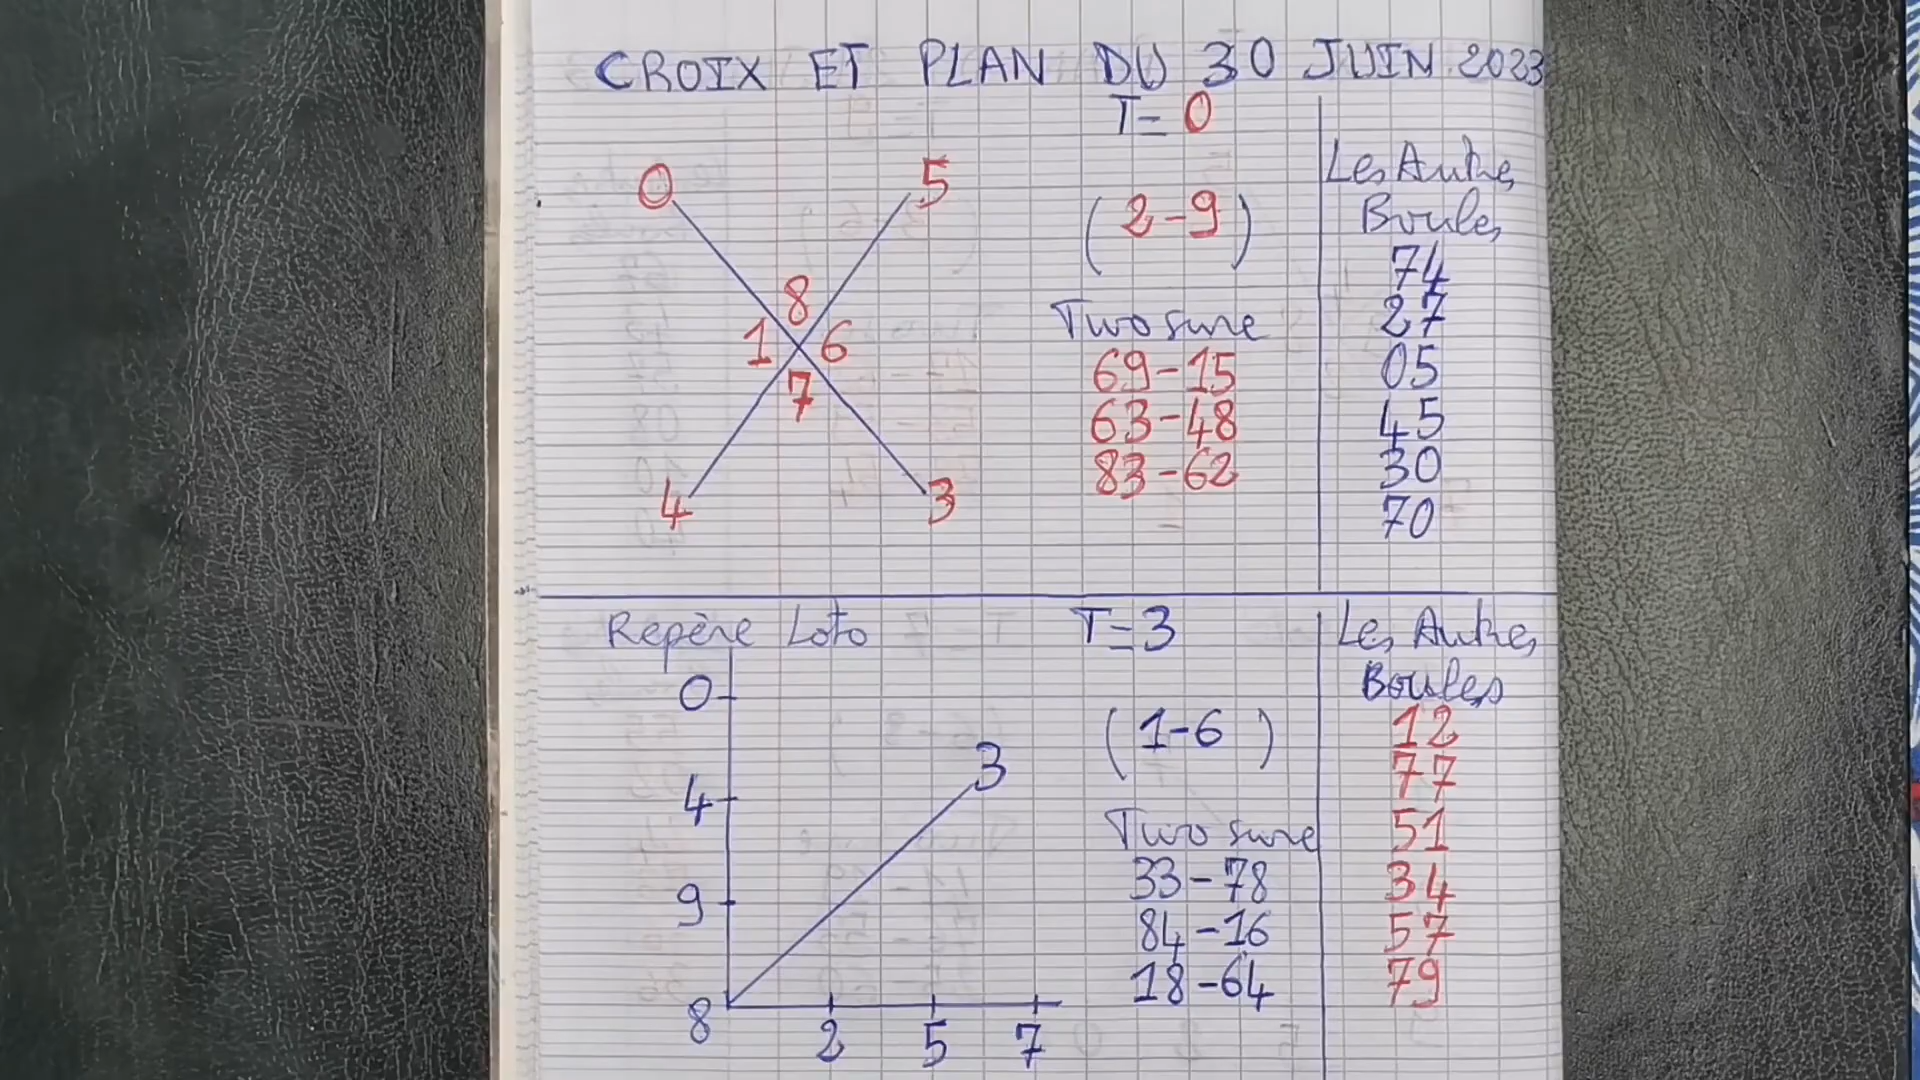 CROIX ET PLAN DU 30 JUIN 2023
T=0
0 5
8
1 6
7
4 3
(2-9)
Two sure
69-15
63-48
83-62
Les Autres
Boules
74
27
05
45
30
70
Repère Loto
0
4
9
8
3
2 5 7
T=3
(1-6)
Two sure
33-78
84-16
18-64
Les Autres
Boules
12
77
51
34
57
79